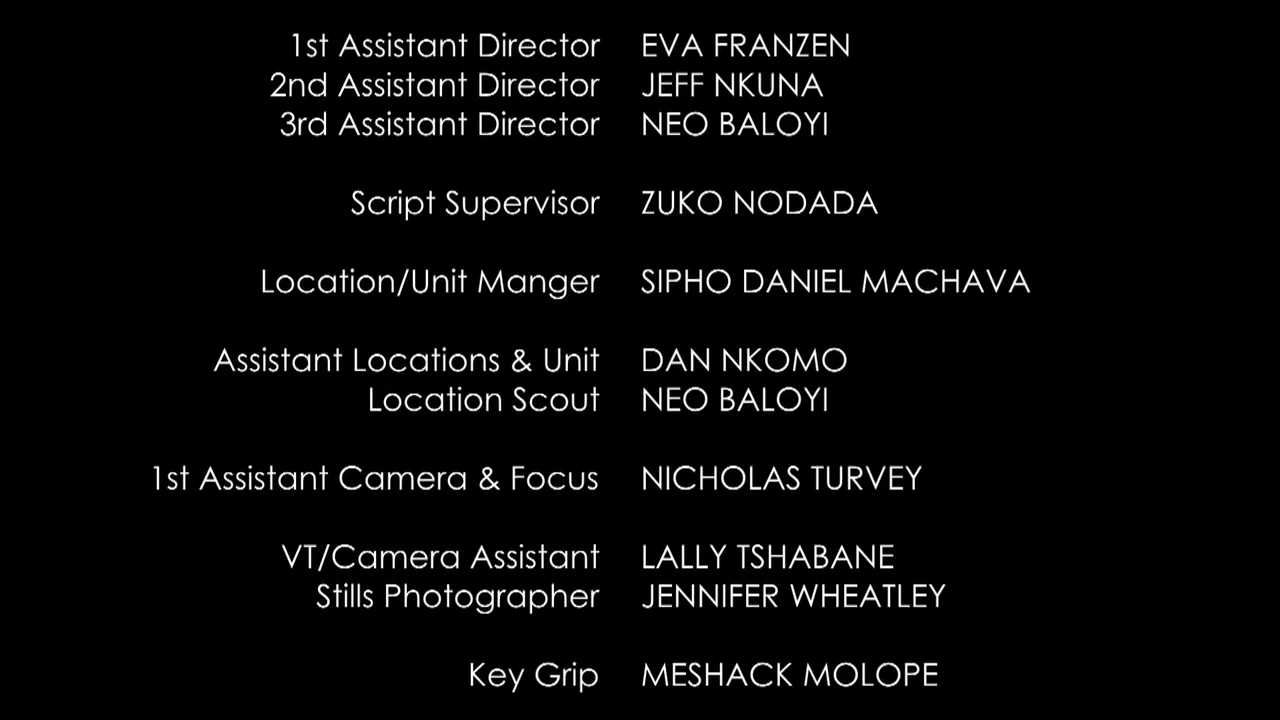 1st Assistant Director EVA FRANZEN
2nd Assistant Director JEFF NKUNA
3rd Assistant Director NEO BALOYI
Script Supervisor ZUKO NODADA
Location/Unit Manger SIPHO DANIEL MACHAVA
Assistant Locations & Unit DAN NKOMO
Location Scout NEO BALOYI
1st Assistant Camera & Focus NICHOLAS TURVEY
VT/Camera Assistant LALLY TSHABANE
Stills Photographer JENNIFER WHEATLEY
Key Grip MESHACK MOLOPE